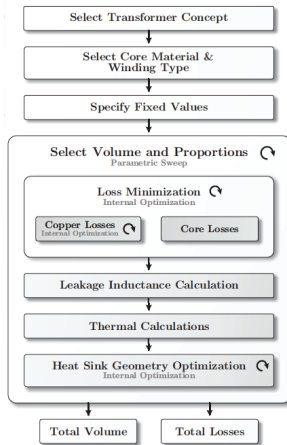 Select Transformer Concept
Select Core Material &
Winding Type
Specify Fixed Values
Select Volume and Proportions
Parametric Sweep
Loss Minimization
Internal Optimization
Copper Losses
Internal Optimization
Core Losses
Leakage Inductance Calculation
Thermal Calculations
Heat Sink Geometry Optimization
Internal Optimization
Total Volume
Total Losses